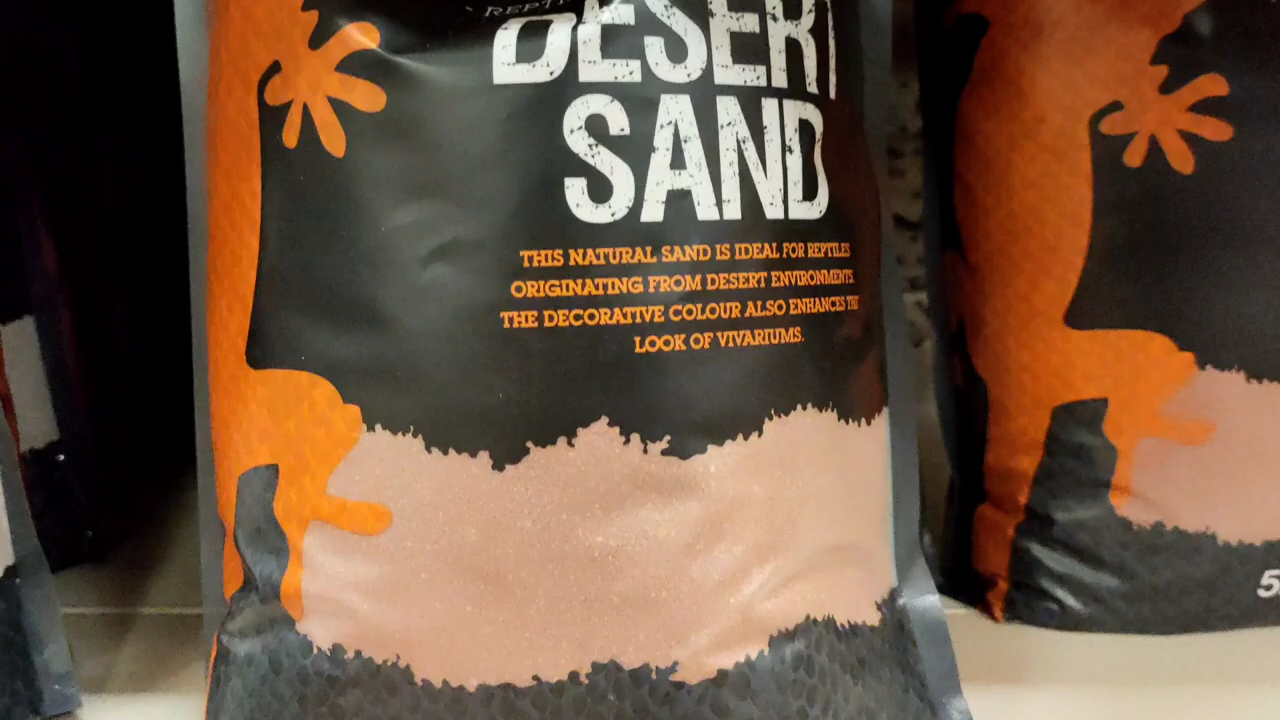 DESERT
SAND
THIS NATURAL SAND IS IDEAL FOR REPTILES
ORIGINATING FROM DESERT ENVIRONMENTS.
THE DECORATIVE COLOUR ALSO ENHANCES THE
LOOK OF VIVARIUMS.
5